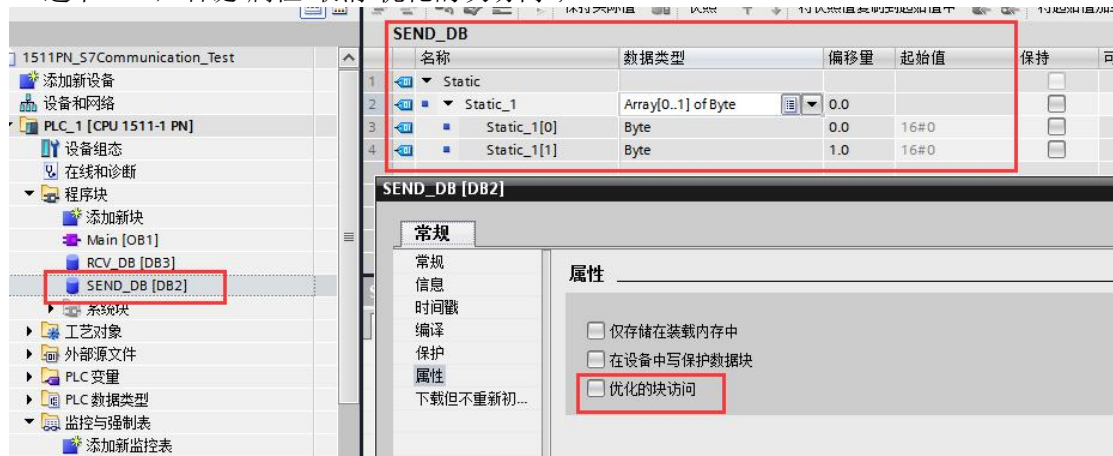 SEND_DB
名称 数据类型 偏移量 起始值 保持
1 Static
2 Static_1 Array[0..1] of Byte 0.0
3 Static_1[0] Byte 0.0 16#0
4 Static_1[1] Byte 1.0 16#0
1511PN_S7Communication_Test
添加新设备
设备和网络
PLC_1 [CPU 1511-1 PN]
设备组态
在线和诊断
程序块
添加新块
Main [OB1]
RCV_DB [DB3]
SEND_DB [DB2]
系统块
工艺对象
外部源文件
PLC 变量
PLC 数据类型
监控与强制表
添加新监控表
SEND_DB [DB2]
常规
常规
信息
时间戳
编译
保护
属性
下载但不重新初...
属性
仅存储在装载内存中
在设备中写保护数据块
优化的块访问